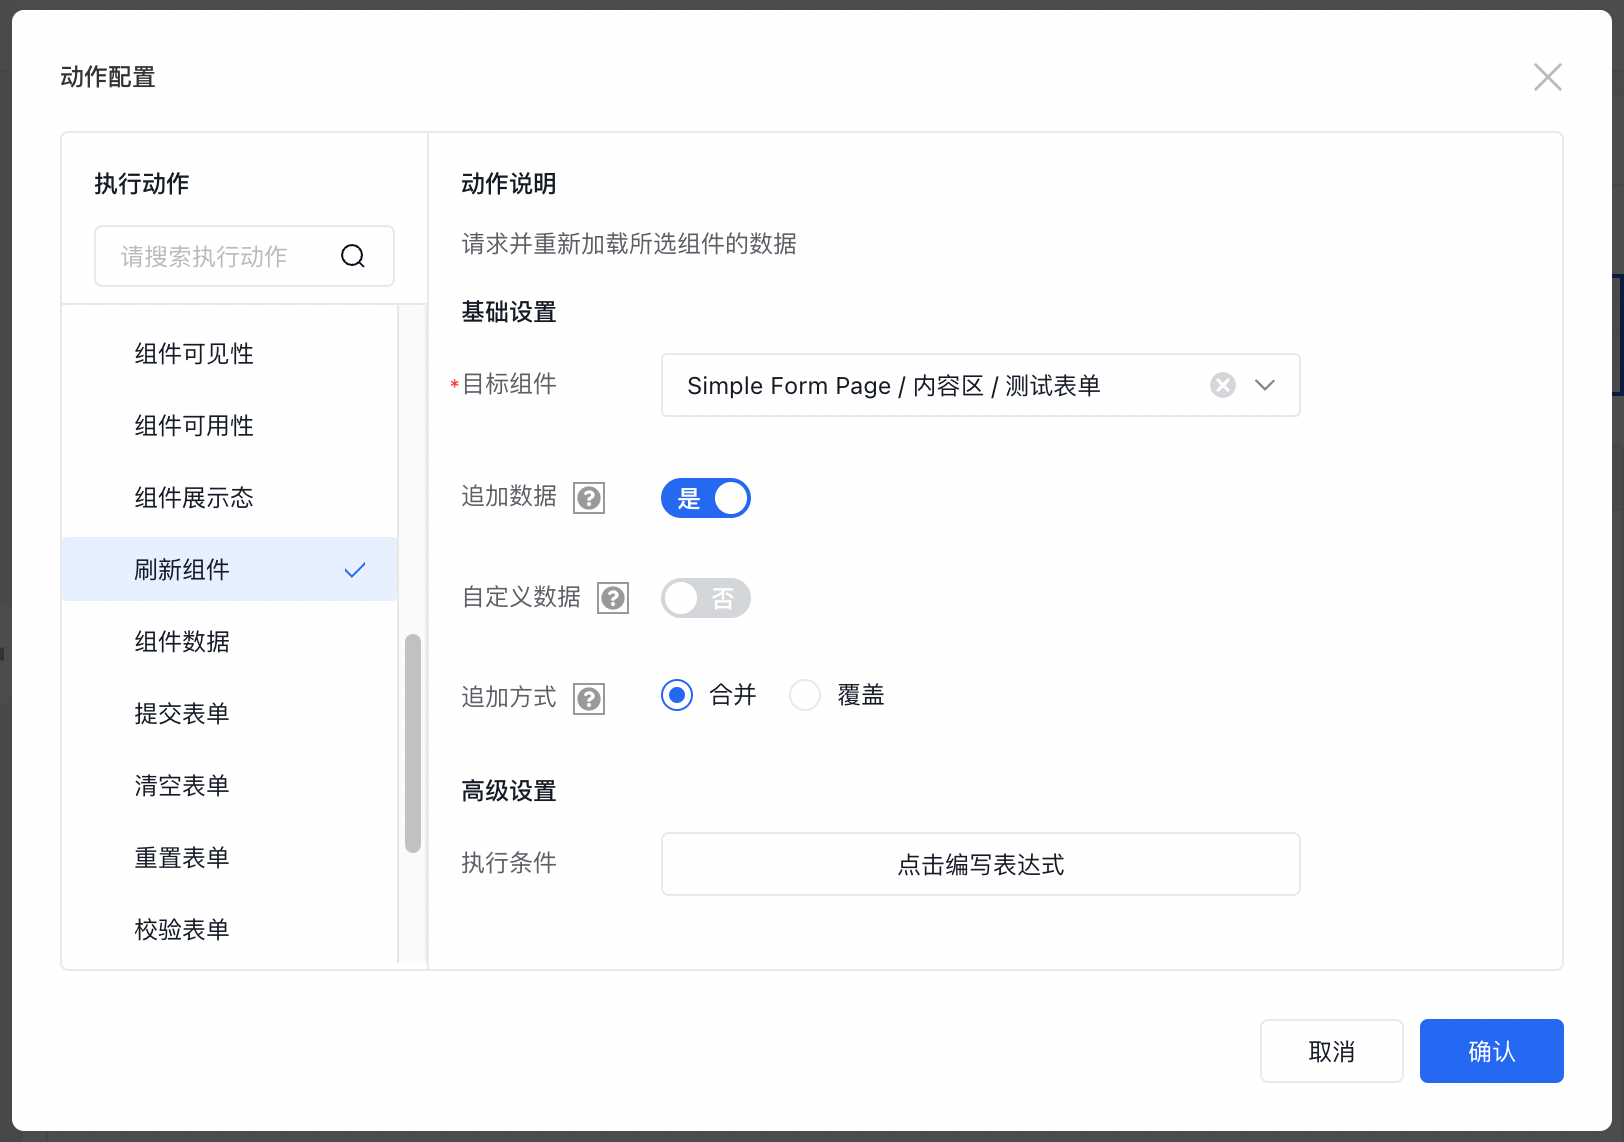 动作配置
执行动作
请搜索执行动作
组件可见性
组件可用性
组件展示态
刷新组件
组件数据
提交表单
清空表单
重置表单
校验表单
动作说明
请求并重新加载所选组件的数据
基础设置
*目标组件 Simple Form Page / 内容区 / 测试表单
追加数据 ? 是
自定义数据 ? 否
追加方式 ? 合并 覆盖
高级设置
执行条件 点击编写表达式
取消 确认